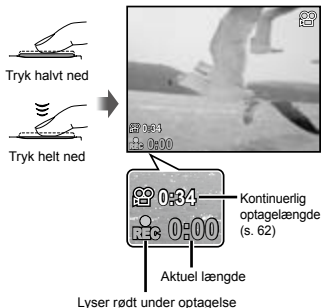 Tryk halvt ned
Tryk helt ned
0:34
REC 0:00
0:34
REC 0:00
Kontinuerlig
optagelængde
(s. 62)
Aktuel længde
Lyser rødt under optagelse